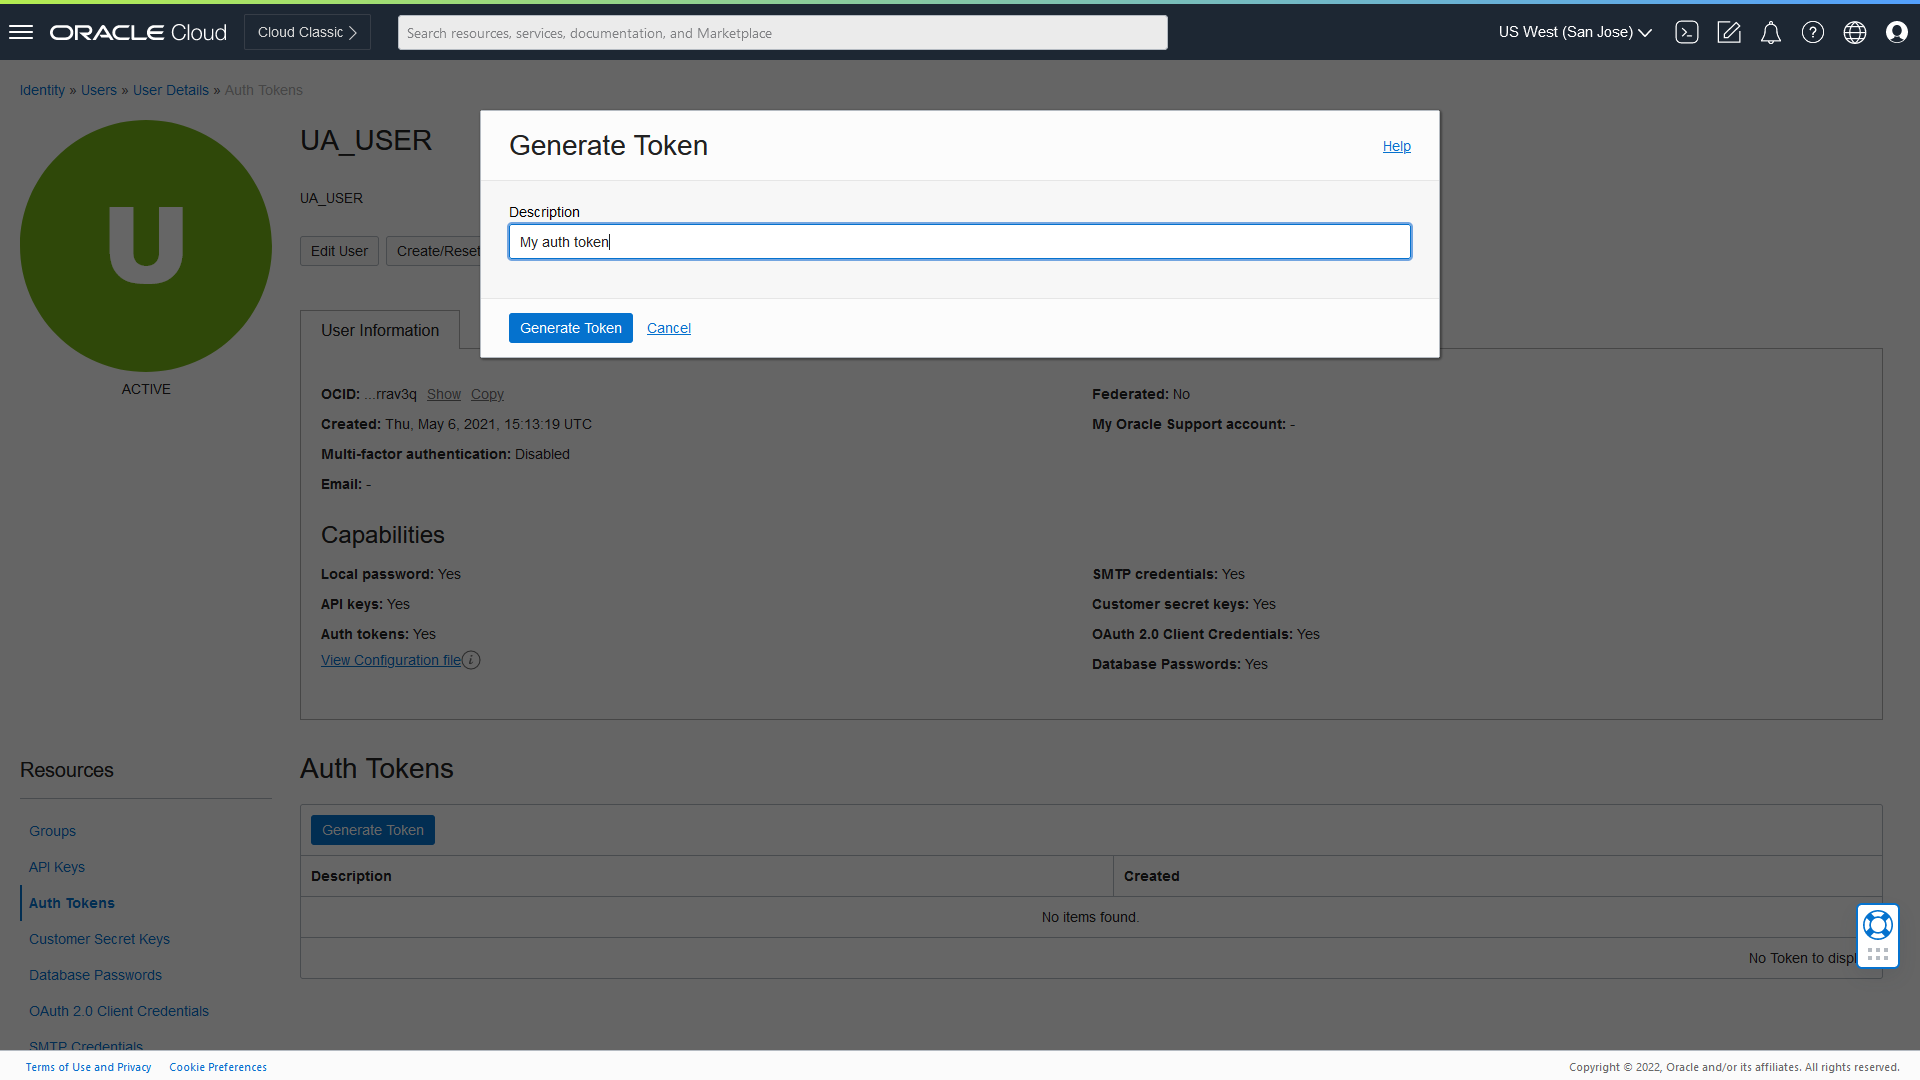 ORACLE Cloud
Cloud Classic
Search resources, services, documentation, and Marketplace
US West (San Jose)
Identity » Users » User Details » Auth Tokens
U
ACTIVE
UA_USER
UA_USER
Edit User
Create/Reset
Generate Token
Help
Description
My auth token
Generate Token
Cancel
User Information
OCID: ...rrav3q Show Copy
Created: Thu, May 6, 2021, 15:13:19 UTC
Multi-factor authentication: Disabled
Email: -
Federated: No
My Oracle Support account: -
Capabilities
Local password: Yes
API keys: Yes
Auth tokens: Yes
View Configuration file
SMTP credentials: Yes
Customer secret keys: Yes
OAuth 2.0 Client Credentials: Yes
Database Passwords: Yes
Resources
Groups
API Keys
Auth Tokens
Customer Secret Keys
Database Passwords
OAuth 2.0 Client Credentials
SMTP Credentials
Auth Tokens
Generate Token
Description
Created
No items found.
No Token to displ
Terms of Use and Privacy
Cookie Preferences
Copyright © 2022, Oracle and/or its affiliates. All rights reserved.